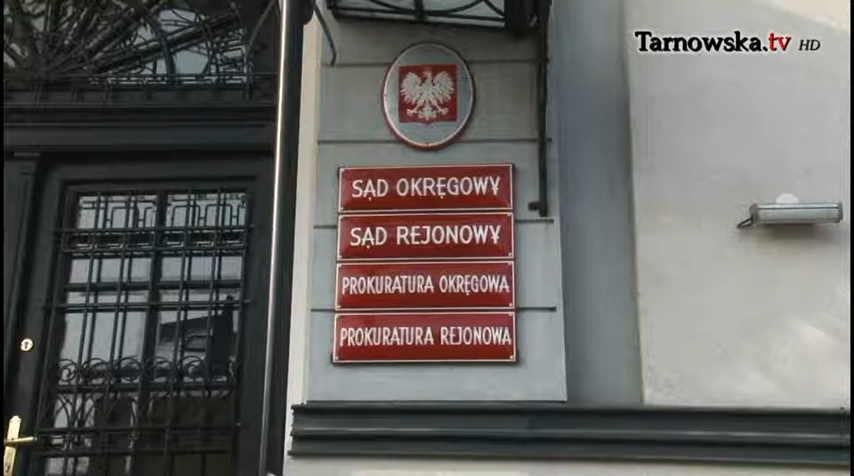 Tarnowska.tv HD
SĄD OKRĘGOWY
SĄD REJONOWY
PROKURATURA OKRĘGOWA
PROKURATURA REJONOWA